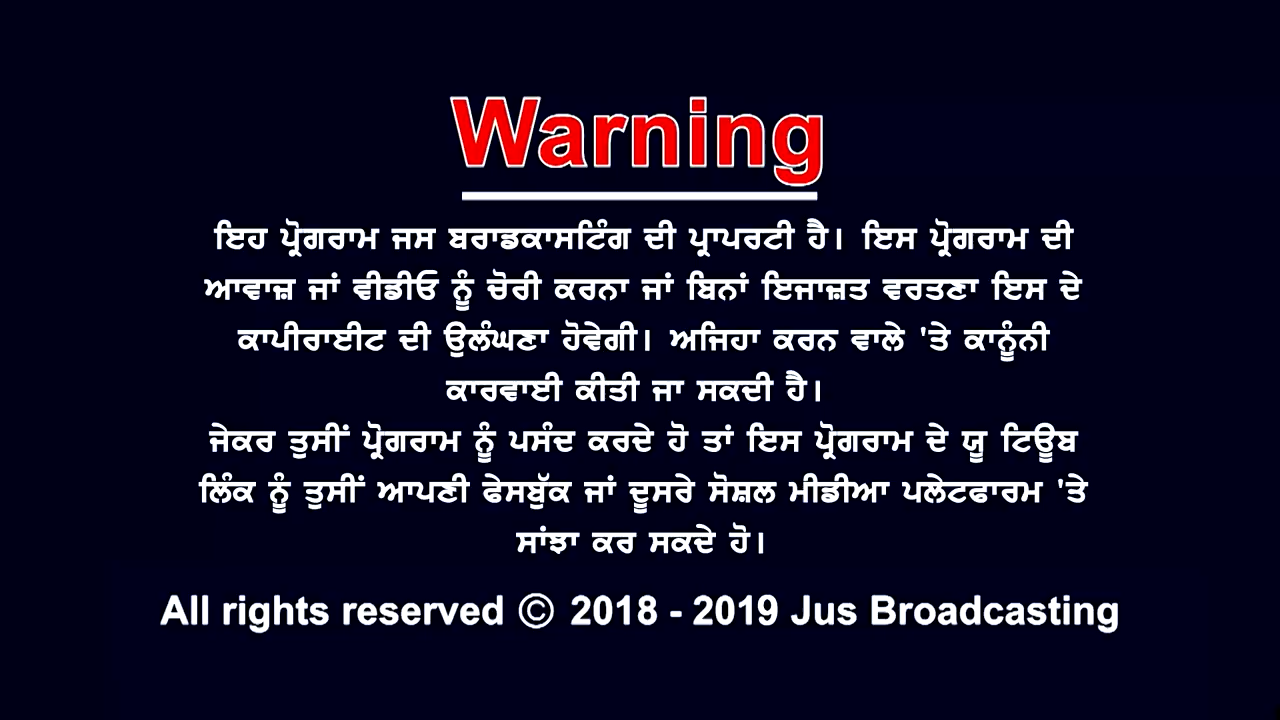 Warning
ਇਹ ਪ੍ਰੋਗਰਾਮ ਜਸ ਬਰਾਡਕਾਸਟਿੰਗ ਦੀ ਪ੍ਰਾਪਰਟੀ ਹੈ। ਇਸ ਪ੍ਰੋਗਰਾਮ ਦੀ
ਆਵਾਜ਼ ਜਾਂ ਵੀਡੀਓ ਨੂੰ ਚੋਰੀ ਕਰਨਾ ਜਾਂ ਬਿਨਾਂ ਇਜਾਜ਼ਤ ਵਰਤਣਾ ਇਸ ਦੇ
ਕਾਪੀਰਾਈਟ ਦੀ ਉਲੰਘਣਾ ਹੋਵੇਗੀ। ਅਜਿਹਾ ਕਰਨ ਵਾਲੇ 'ਤੇ ਕਾਨੂੰਨੀ
ਕਾਰਵਾਈ ਕੀਤੀ ਜਾ ਸਕਦੀ ਹੈ।
ਜੇਕਰ ਤੁਸੀਂ ਪ੍ਰੋਗਰਾਮ ਨੂੰ ਪਸੰਦ ਕਰਦੇ ਹੋ ਤਾਂ ਇਸ ਪ੍ਰੋਗਰਾਮ ਦੇ ਯੂ ਟਿਊਬ
ਲਿੰਕ ਨੂੰ ਤੁਸੀਂ ਆਪਣੀ ਫੇਸਬੁੱਕ ਜਾਂ ਦੂਸਰੇ ਸੋਸ਼ਲ ਮੀਡੀਆ ਪਲੇਟਫਾਰਮ 'ਤੇ
ਸਾਂਝਾ ਕਰ ਸਕਦੇ ਹੋ।
All rights reserved © 2018 - 2019 Jus Broadcasting